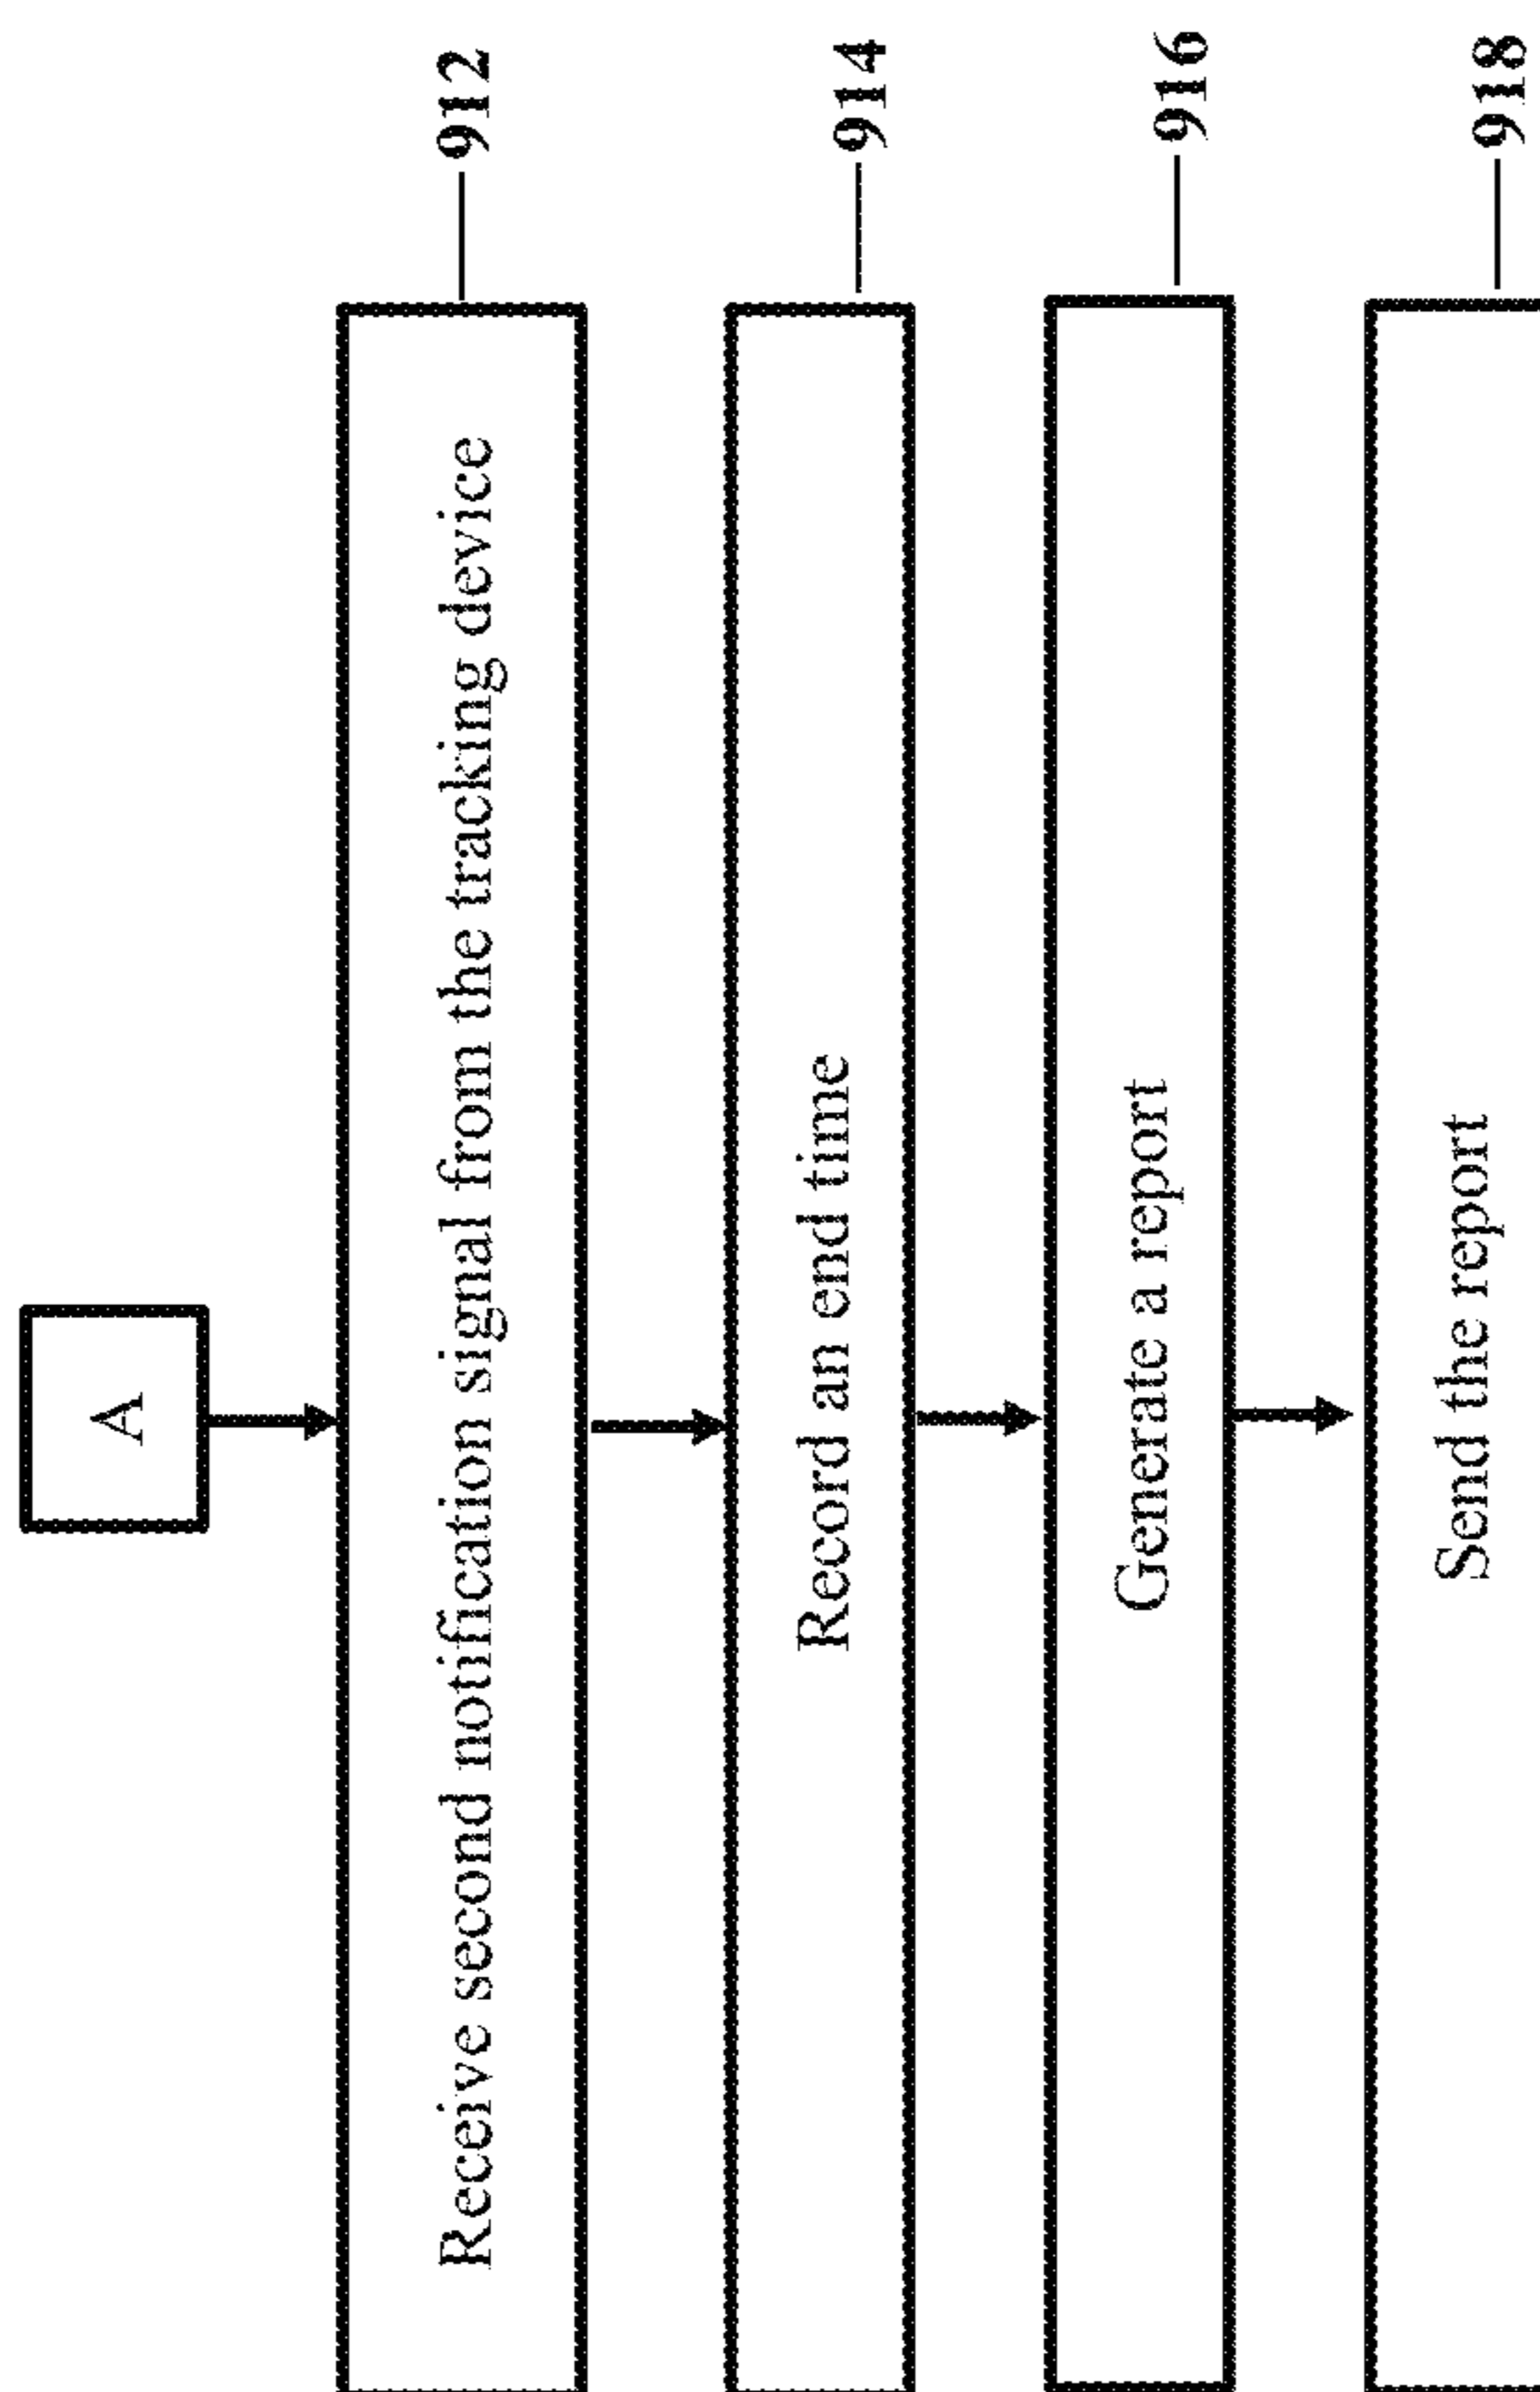 A
Receive second notification signal from the tracking device
912
Record an end time
914
Generate a report
916
Send the report
918